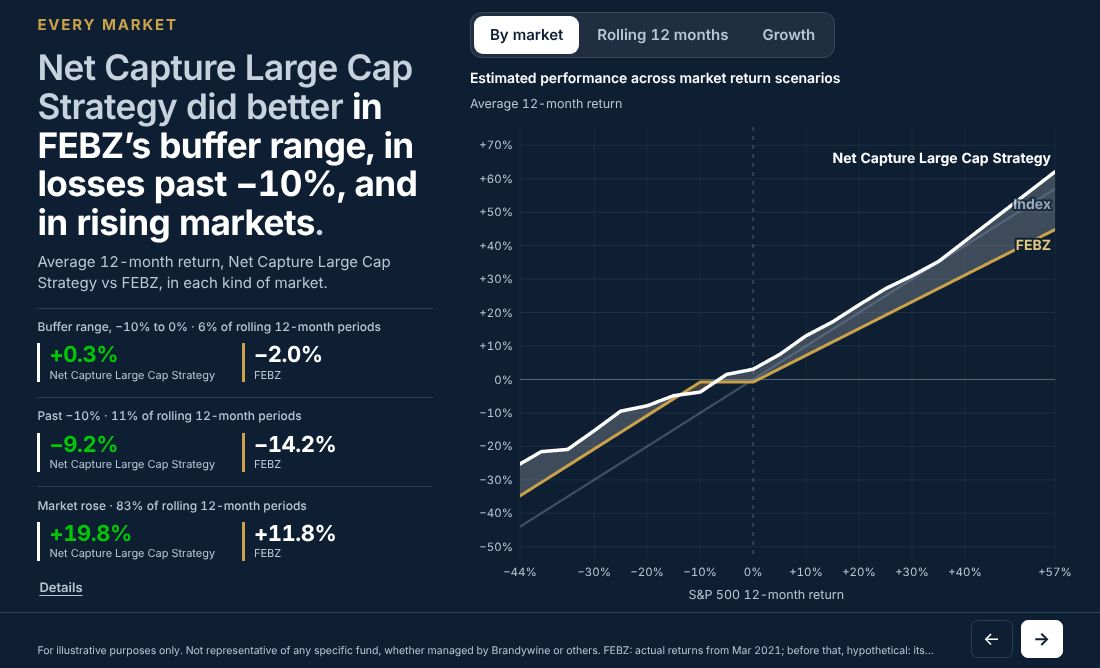 EVERY MARKET
Net Capture Large Cap
Strategy did better in
FEBZ’s buffer range, in
losses past −10%, and
in rising markets.
Average 12-month return, Net Capture Large Cap
Strategy vs FEBZ, in each kind of market.
Buffer range, −10% to 0% · 6% of rolling 12-month periods
+0.3%
Net Capture Large Cap Strategy
−2.0%
FEBZ
Past −10% · 11% of rolling 12-month periods
−9.2%
Net Capture Large Cap Strategy
−14.2%
FEBZ
Market rose · 83% of rolling 12-month periods
+19.8%
Net Capture Large Cap Strategy
+11.8%
FEBZ
Details
By market
Rolling 12 months
Growth
Estimated performance across market return scenarios
Average 12-month return
+70%
+60%
+50%
+40%
+30%
+20%
+10%
0%
−10%
−20%
−30%
−40%
−50%
Net Capture Large Cap Strategy
Index
FEBZ
−44%
−30%
−20%
−10%
0%
+10%
+20%
+30%
+40%
+57%
S&P 500 12-month return
For illustrative purposes only. Not representative of any specific fund, whether managed by Brandywine or others. FEBZ: actual returns from Mar 2021; before that, hypothetical: its…